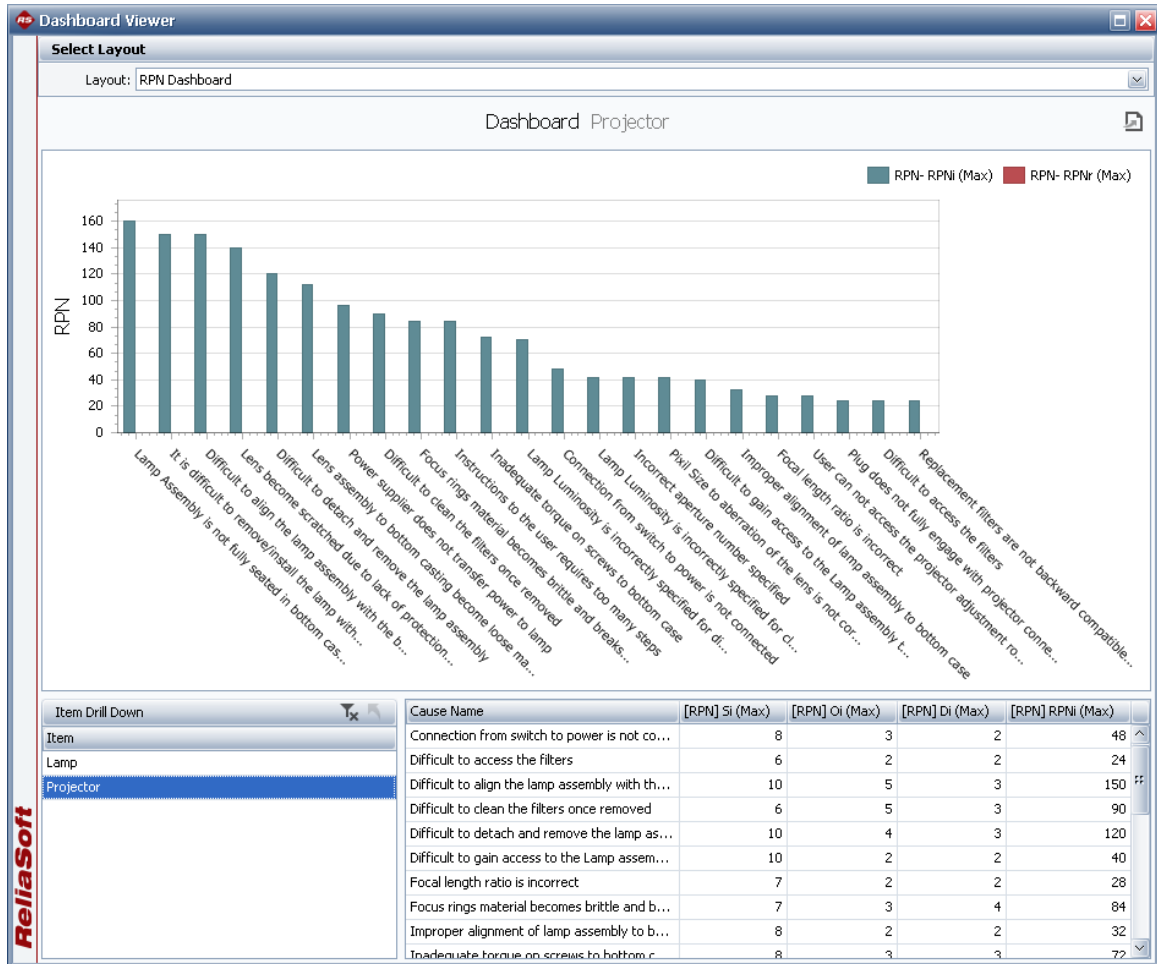 RS Dashboard Viewer
Select Layout
Layout: RPN Dashboard
Dashboard Projector
RPN- RPNi (Max) RPN- RPNr (Max)
RPN
160
140
120
100
80
60
40
20
0
Lamp Assembly is not fully seated in bottom cas...
It is difficult to remove/install the lamp with...
Difficult to align the lamp assembly with the b...
Lens become scratched due to lack of protection...
Difficult to detach and remove the lamp assembly
Lens assembly to bottom casting become loose ma...
Power supplier does not transfer power to lamp
Difficult to clean the filters once removed
Focus rings material becomes brittle and breaks...
Instructions to the user requires too many steps
Inadequate torque on screws to bottom case
Lamp Luminosity is incorrectly specified for di...
Connection from switch to power is not connected
Lamp Luminosity is incorrectly specified for cl...
Incorrect aperture number specified
Pixil Size to aberration of the lens is not cor...
Difficult to gain access to the Lamp assembly t...
Improper alignment of lamp assembly to bottom case
Focal length ratio is incorrect
User can not access the projector adjustment ro...
Plug does not fully engage with projector conne...
Difficult to access the filters
Replacement filters are not backward compatible...
Item Drill Down
Item
Lamp
Projector
Cause Name [RPN] Si (Max) [RPN] Oi (Max) [RPN] Di (Max) [RPN] RPNi (Max)
Connection from switch to power is not co... 8 3 2 48
Difficult to access the filters 6 2 2 24
Difficult to align the lamp assembly with th... 10 5 3 150
Difficult to clean the filters once removed 6 5 3 90
Difficult to detach and remove the lamp as... 10 4 3 120
Difficult to gain access to the Lamp assem... 10 2 2 40
Focal length ratio is incorrect 7 2 2 28
Focus rings material becomes brittle and b... 7 3 4 84
Improper alignment of lamp assembly to b... 8 2 2 32
Inadequate torque on screws to bottom c... 8 3 3 72
ReliaSoft